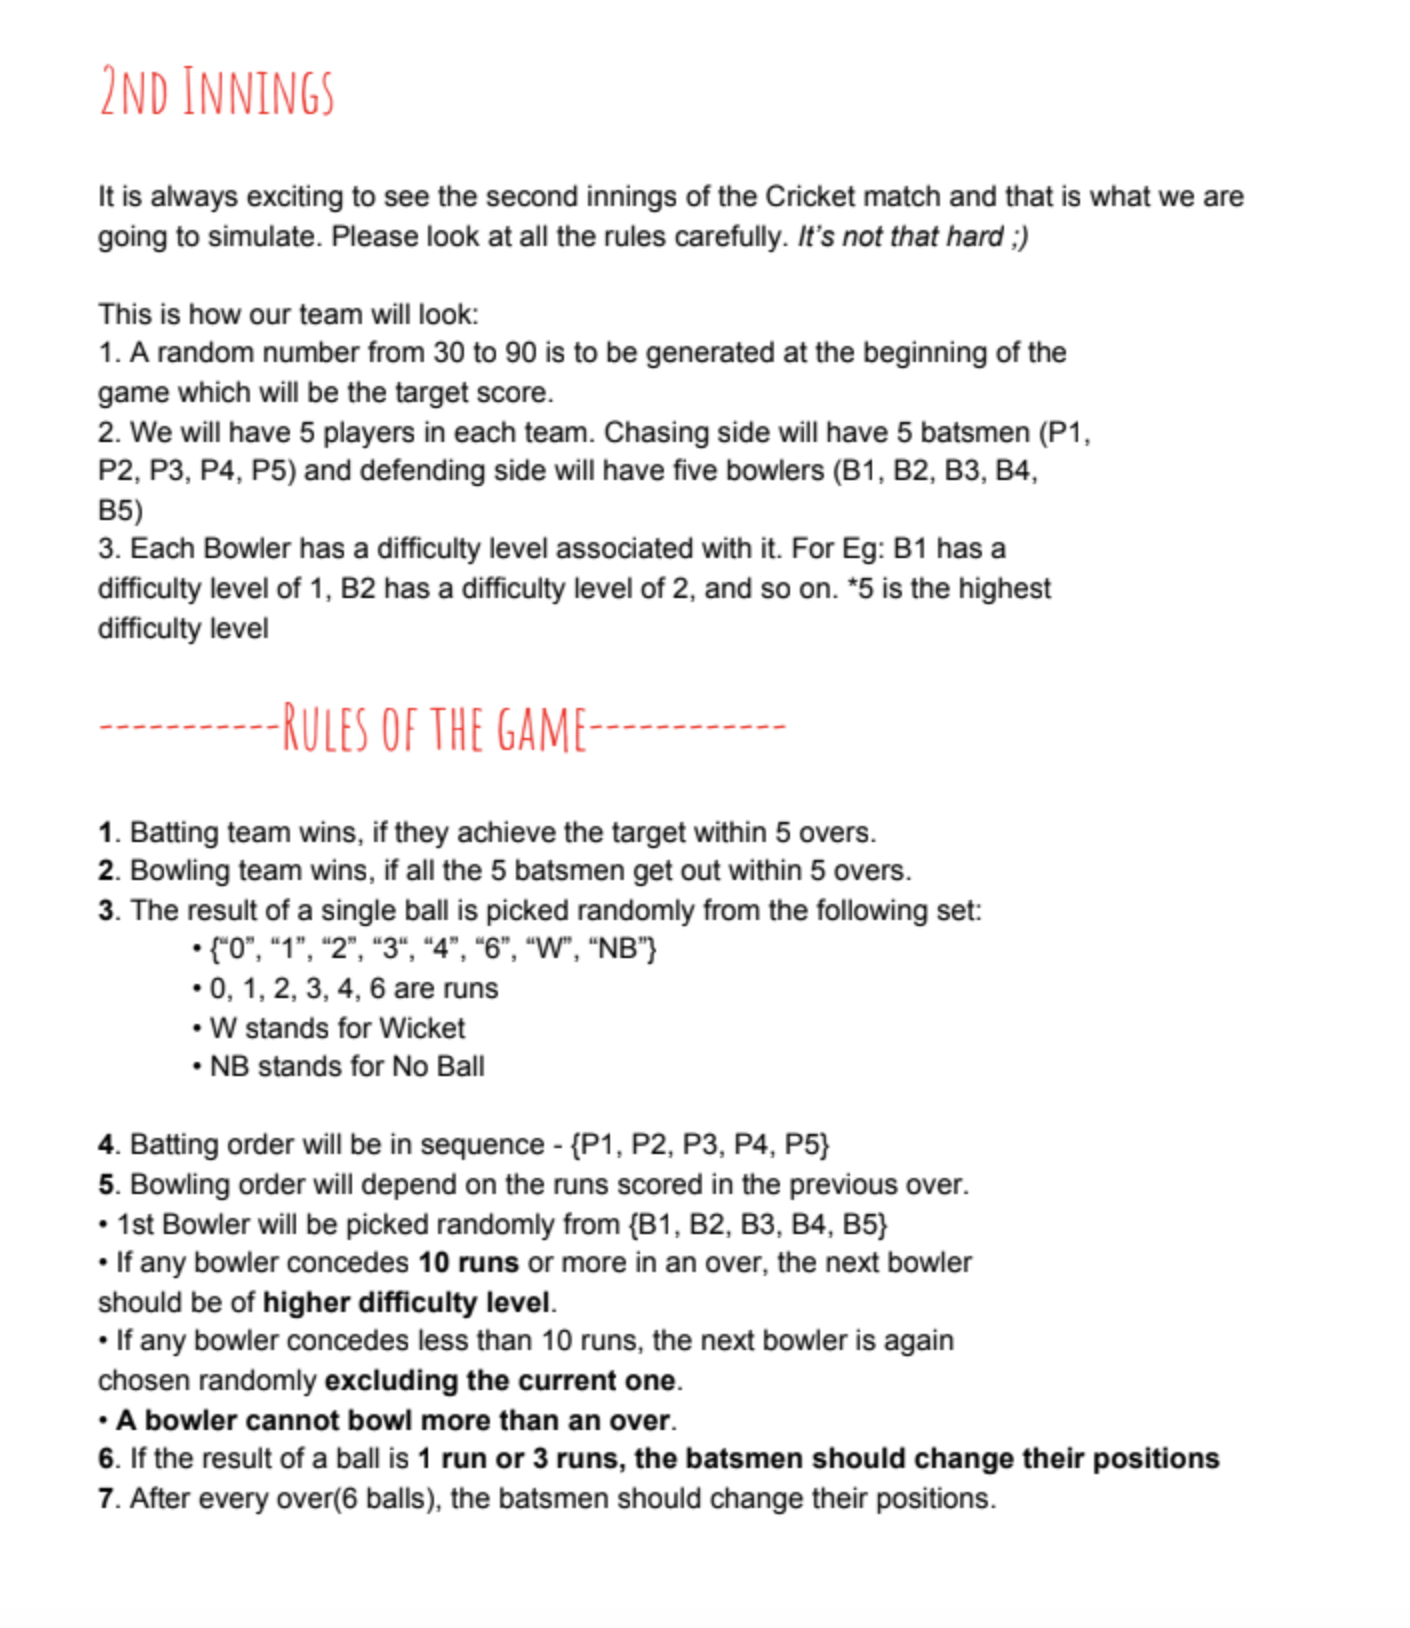 2ND INNINGS
It is always exciting to see the second innings of the Cricket match and that is what we are
going to simulate. Please look at all the rules carefully. It's not that hard ;)
This is how our team will look:
1. A random number from 30 to 90 is to be generated at the beginning of the
game which will be the target score.
2. We will have 5 players in each team. Chasing side will have 5 batsmen (P1,
P2, P3, P4, P5) and defending side will have five bowlers (B1, B2, B3, B4,
B5)
3. Each Bowler has a difficulty level associated with it. For Eg: B1 has a
difficulty level of 1, B2 has a difficulty level of 2, and so on. *5 is the highest
difficulty level
-----------RULES OF THE GAME------------
1. Batting team wins, if they achieve the target within 5 overs.
2. Bowling team wins, if all the 5 batsmen get out within 5 overs.
3. The result of a single ball is picked randomly from the following set:
• {“0”, “1”, “2”, “3“, “4”, “6”, “W”, “NB”}
• 0, 1, 2, 3, 4, 6 are runs
• W stands for Wicket
• NB stands for No Ball
4. Batting order will be in sequence - {P1, P2, P3, P4, P5}
5. Bowling order will depend on the runs scored in the previous over.
• 1st Bowler will be picked randomly from {B1, B2, B3, B4, B5}
• If any bowler concedes 10 runs or more in an over, the next bowler
should be of higher difficulty level.
• If any bowler concedes less than 10 runs, the next bowler is again
chosen randomly excluding the current one.
• A bowler cannot bowl more than an over.
6. If the result of a ball is 1 run or 3 runs, the batsmen should change their positions
7. After every over(6 balls), the batsmen should change their positions.